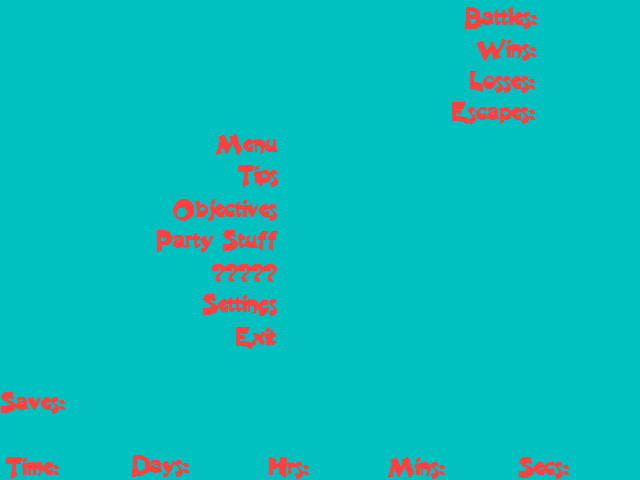 Battles:
Wins:
Losses:
Escapes:
Menu
Tips
Objectives
Party Stuff
?????
Settings
Exit
Saves:
Time: Days: Hrs: Mins: Secs: